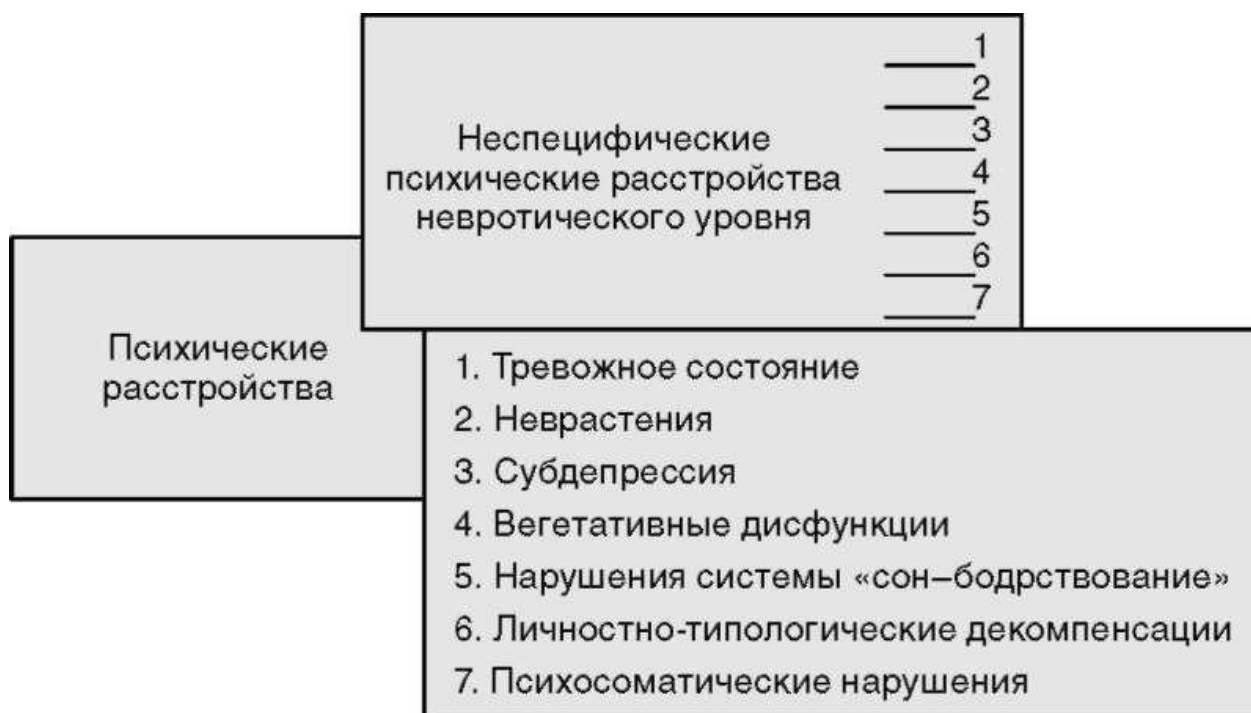 1
2
3
4
5
6
7
Неспецифические
психические расстройства
невротического уровня
Психические
расстройства
1. Тревожное состояние
2. Неврастения
3. Субдепрессия
4. Вегетативные дисфункции
5. Нарушения системы «сон–бодрствование»
6. Личностно-типологические декомпенсации
7. Психосоматические нарушения